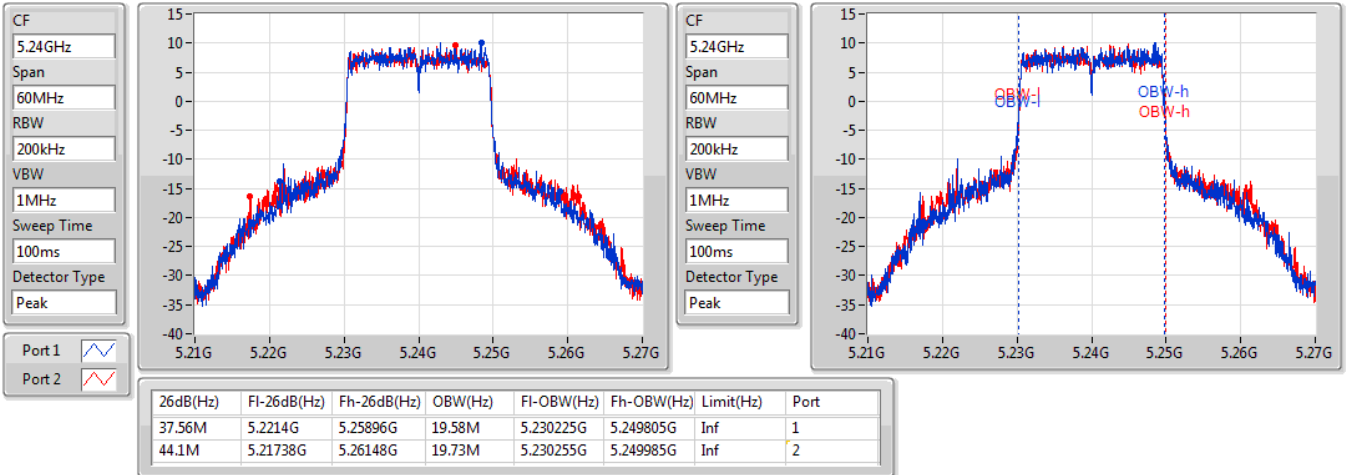 CF
5.24GHz
Span
60MHz
RBW
200kHz
VBW
1MHz
Sweep Time
100ms
Detector Type
Peak
Port 1
Port 2
15
10
5
0
-5
-10
-15
-20
-25
-30
-35
-40
5.21G 5.22G 5.23G 5.24G 5.25G 5.26G 5.27G
CF
5.24GHz
Span
60MHz
RBW
200kHz
VBW
1MHz
Sweep Time
100ms
Detector Type
Peak
15
10
5
0
-5
-10
-15
-20
-25
-30
-35
-40
OBW-l
OBW-l
OBW-h
OBW-h
5.21G 5.22G 5.23G 5.24G 5.25G 5.26G 5.27G
26dB(Hz) Fl-26dB(Hz) Fh-26dB(Hz) OBW(Hz) Fl-OBW(Hz) Fh-OBW(Hz) Limit(Hz) Port
37.56M 5.2214G 5.25896G 19.58M 5.230225G 5.249805G Inf 1
44.1M 5.21738G 5.26148G 19.73M 5.230255G 5.249985G Inf 2